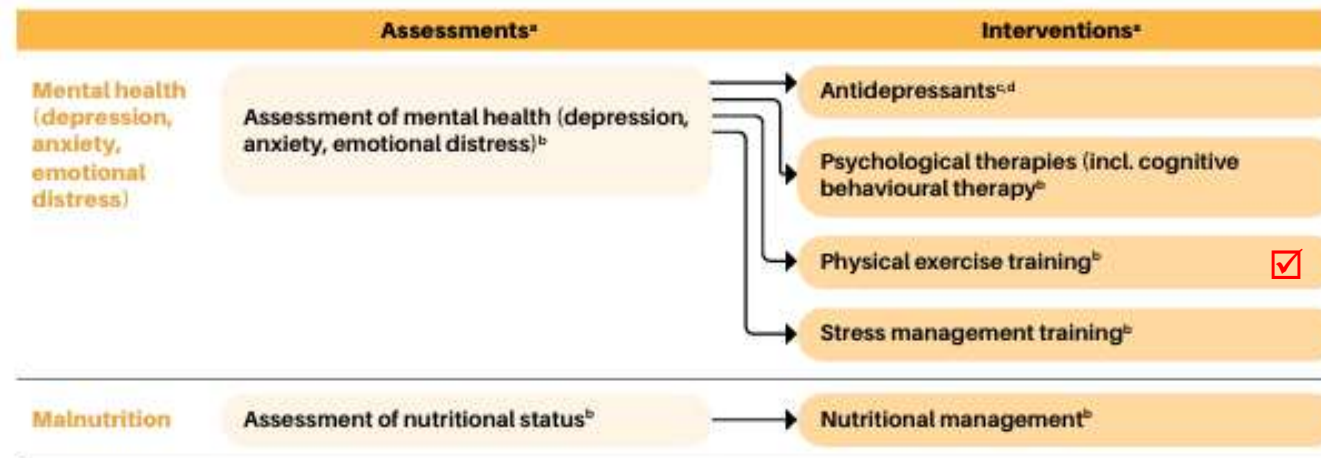 Assessmentsᵃ
Interventionsᵃ
Mental health
(depression,
anxiety,
emotional
distress)
Assessment of mental health (depression,
anxiety, emotional distress)ᵇ
Antidepressantsᶜ,ᵈ
Psychological therapies (incl. cognitive
behavioural therapyᵇ
Physical exercise trainingᵇ
Stress management trainingᵇ
Malnutrition
Assessment of nutritional statusᵇ
Nutritional managementᵇ